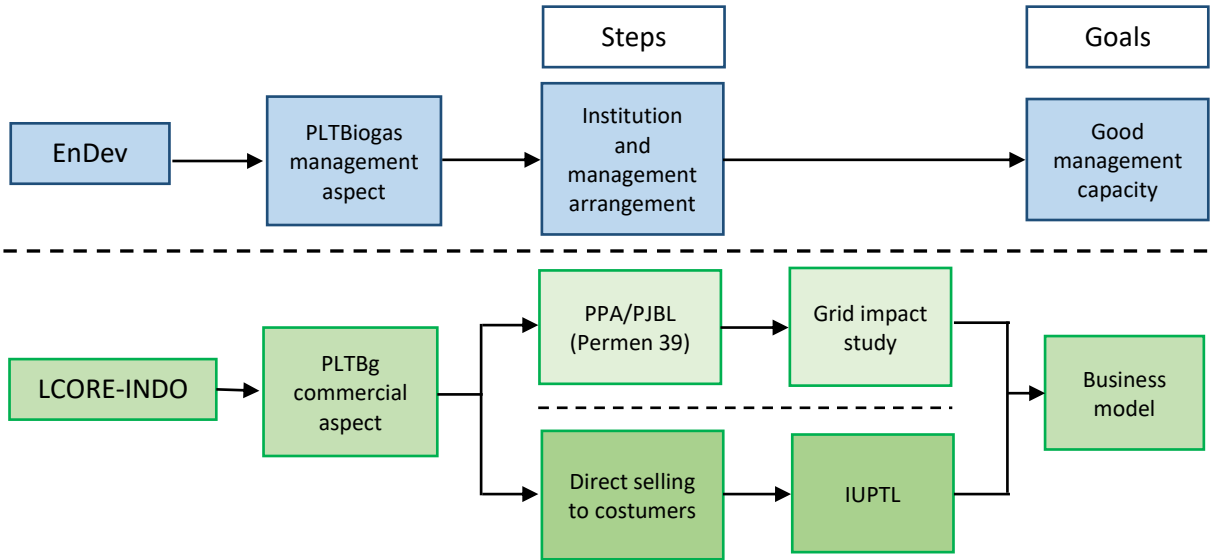 Steps
Goals
EnDev
PLTBiogas
management
aspect
Institution
and
management
arrangement
Good
management
capacity
LCORE-INDO
PLTBg
commercial
aspect
PPA/PJBL
(Permen 39)
Grid impact
study
Direct selling
to costumers
IUPTL
Business
model